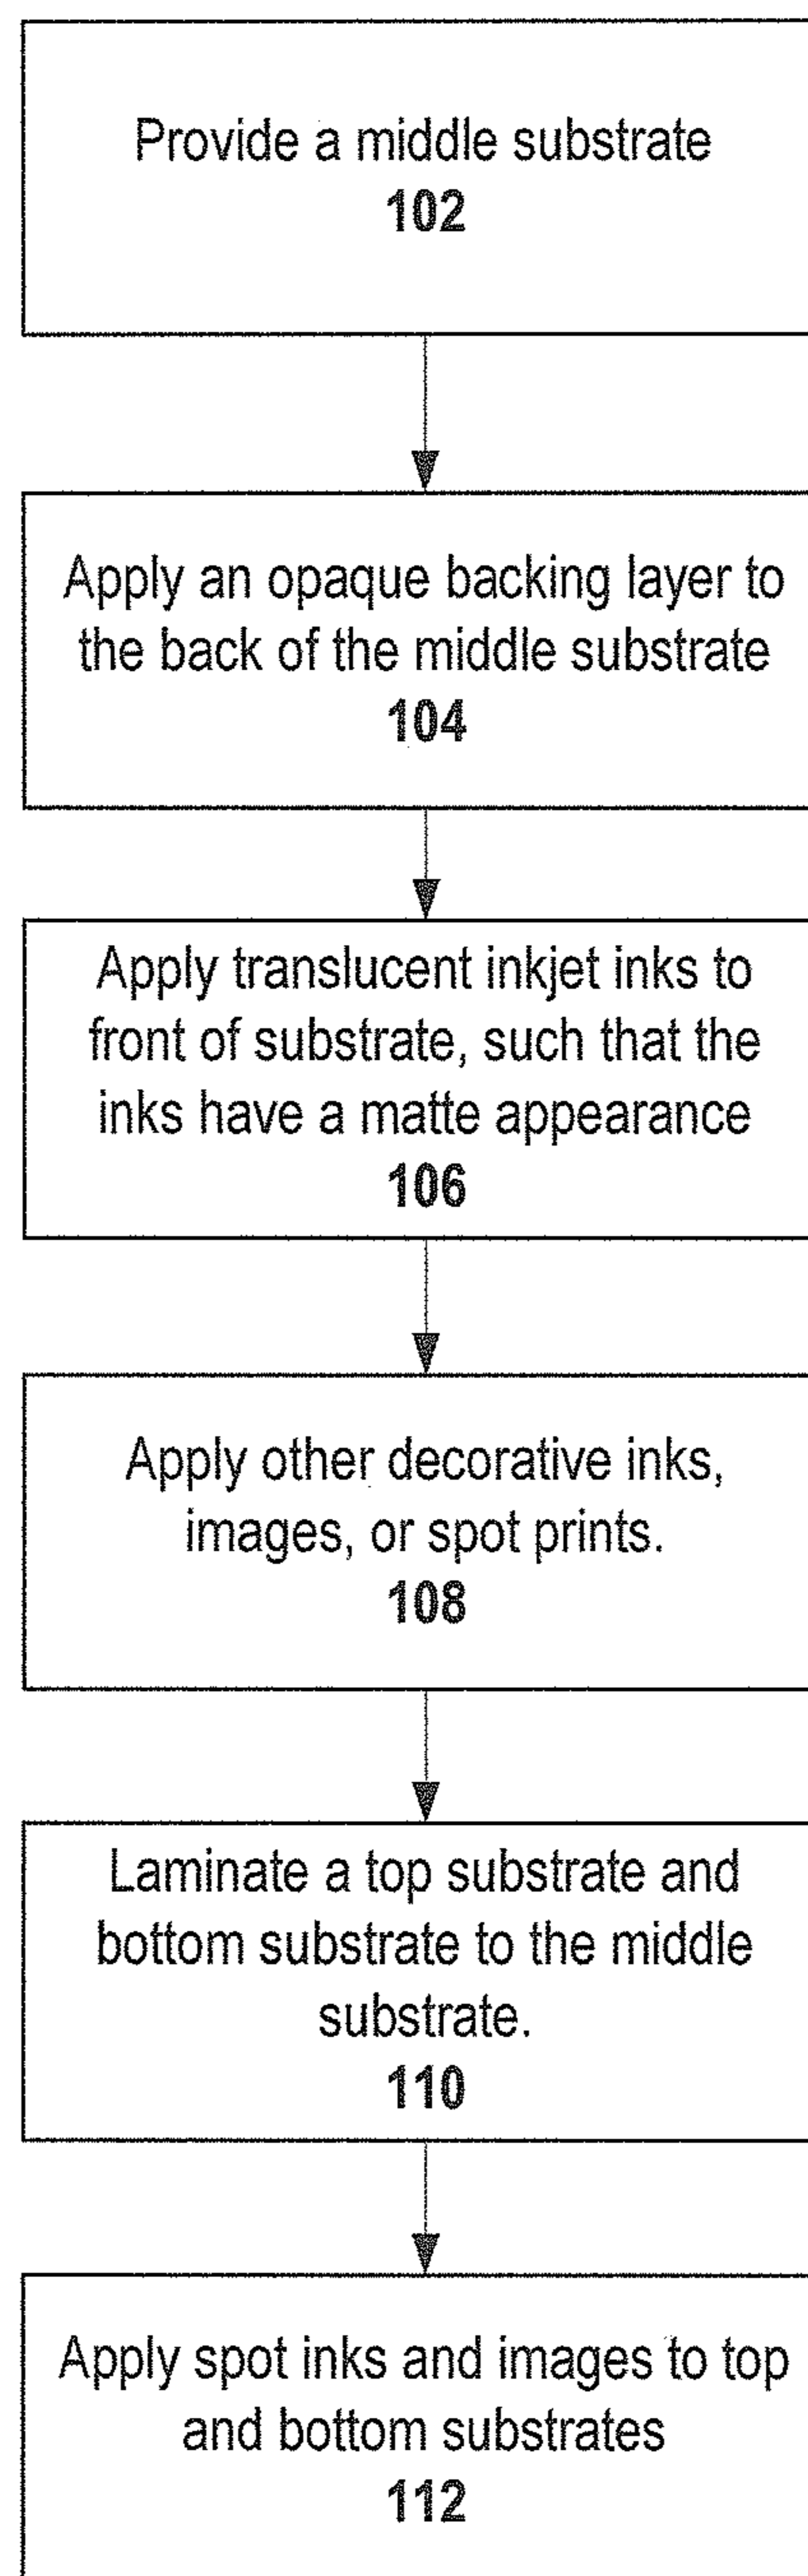 Provide a middle substrate
102
Apply an opaque backing layer to
the back of the middle substrate
104
Apply translucent inkjet inks to
front of substrate, such that the
inks have a matte appearance
106
Apply other decorative inks,
images, or spot prints.
108
Laminate a top substrate and
bottom substrate to the middle
substrate.
110
Apply spot inks and images to top
and bottom substrates
112